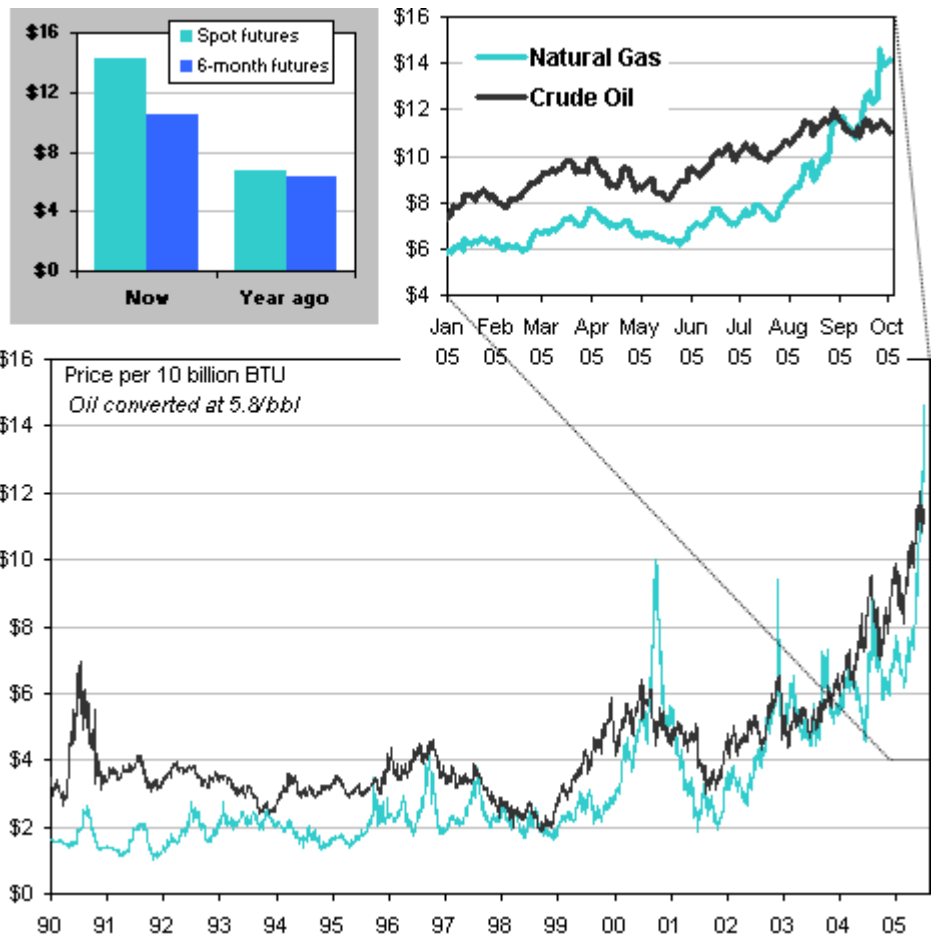 $16
$12
$8
$4
$0
Spot futures
6-month futures
Now Year ago
$16
$14
$12
$10
$8
$6
$4
Natural Gas
Crude Oil
Jan Feb Mar Apr May Jun Jul Aug Sep Oct
05 05 05 05 05 05 05 05 05 05
$16
$14
$12
$10
$8
$6
$4
$2
$0
Price per 10 billion BTU
Oil converted at 5.8/bbl
90 91 92 93 94 95 96 97 98 99 00 01 02 03 04 05